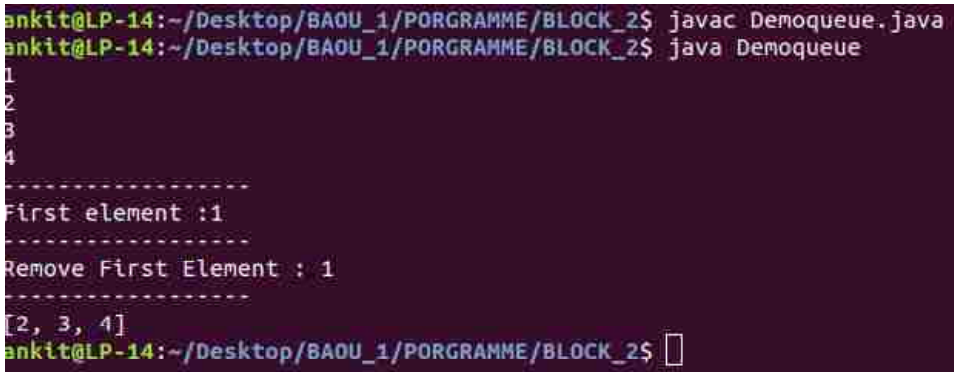 ankit@LP-14:~/Desktop/BAOU_1/PORGRAMME/BLOCK_2$ javac Demoqueue.java
ankit@LP-14:~/Desktop/BAOU_1/PORGRAMME/BLOCK_2$ java Demoqueue
1
2
3
4
-------------------
First element :1
-------------------
Remove First Element : 1
-------------------
[2, 3, 4]
ankit@LP-14:~/Desktop/BAOU_1/PORGRAMME/BLOCK_2$